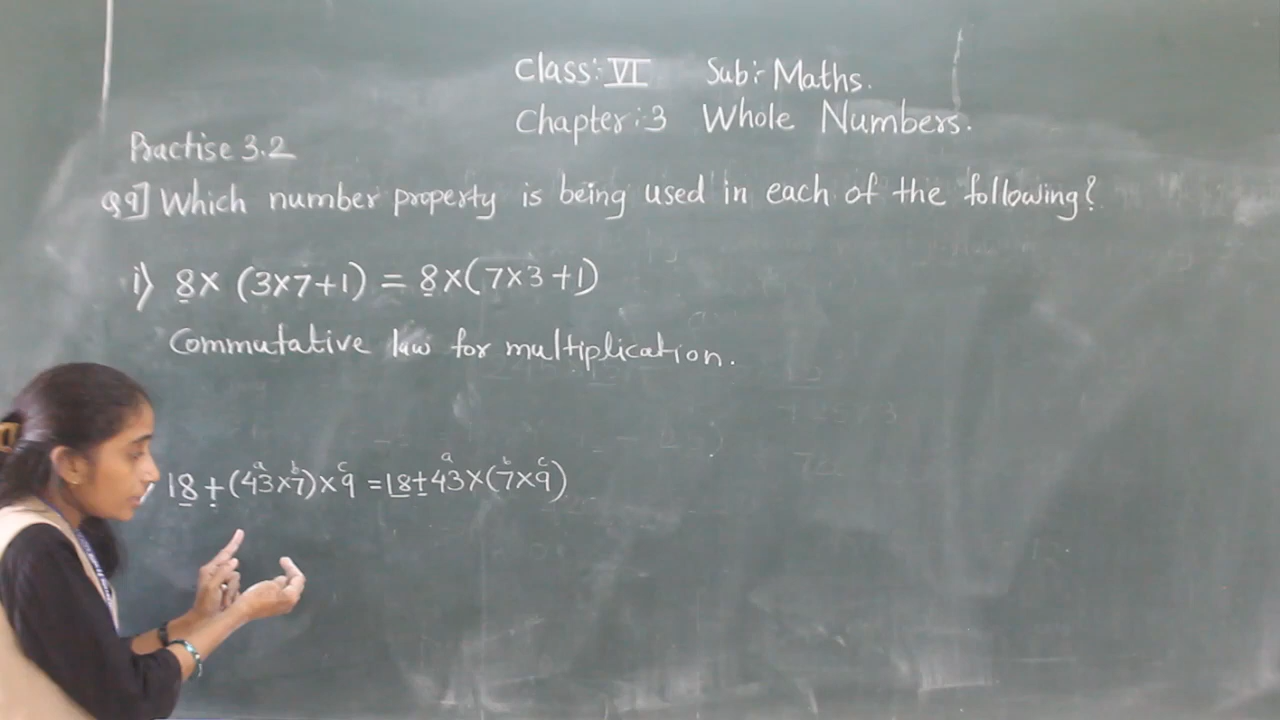 Class:- VI Sub:- Maths.
Chapter:3 Whole Numbers.
Practise 3.2
Q9] Which number property is being used in each of the following?
i) 8×(3×7+1)=8×(7×3+1)
Commutative law for multiplication.
a b c a b c
18+(43×7)×9=18+43×(7×9)